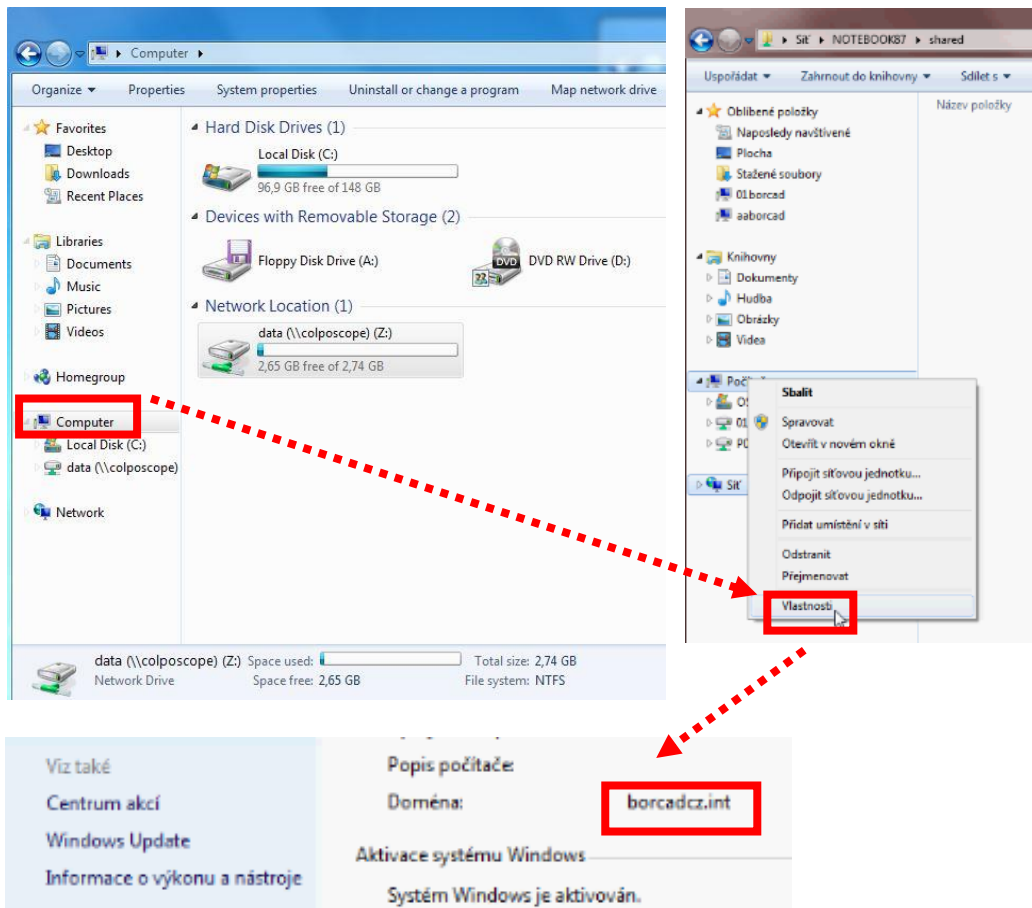 Computer
Organize Properties System properties Uninstall or change a program Map network drive
Favorites
Desktop
Downloads
Recent Places
Libraries
Documents
Music
Pictures
Videos
Homegroup
Computer
Local Disk (C:)
data (\\colposcope)
Network
Hard Disk Drives (1)
Local Disk (C:)
96,9 GB free of 148 GB
Devices with Removable Storage (2)
Floppy Disk Drive (A:)
DVD
DVD RW Drive (D:)
Network Location (1)
data (\\colposcope) (Z:)
2,65 GB free of 2,74 GB
data (\\colposcope) (Z:) Space used: Total size: 2,74 GB
Network Drive Space free: 2,65 GB File system: NTFS
Síť NOTEBOOK87 shared
Uspořádat Zahrnout do knihovny Sdílet s
Oblíbené položky
Naposledy navštívené
Plocha
Stažené soubory
01borcad
aaborcad
Knihovny
Dokumenty
Hudba
Obrázky
Videa
Síť
Název položky
Sbalit
Spravovat
Otevřít v novém okně
Připojit síťovou jednotku...
Odpojit síťovou jednotku...
Přidat umístění v síti
Odstranit
Přejmenovat
Vlastnosti
Viz také
Centrum akcí
Windows Update
Informace o výkonu a nástroje
Popis počítače:
Doména: borcadcz.int
Aktivace systému Windows
Systém Windows je aktivován.